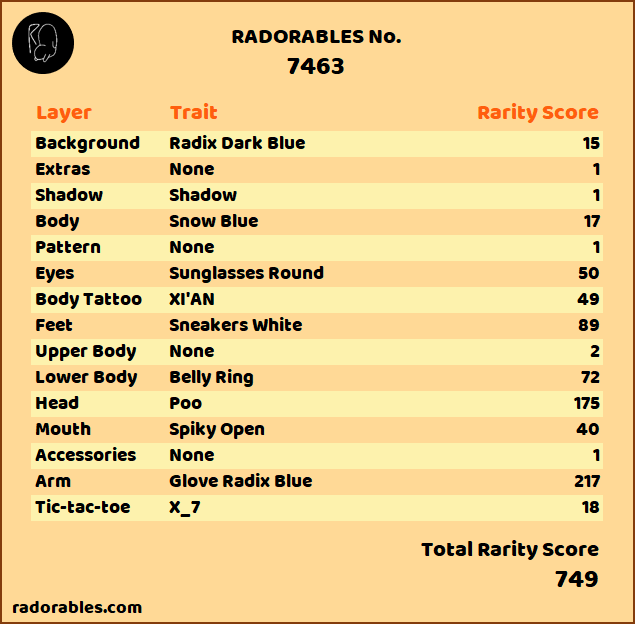 RADORABLES No.
7463
Layer Trait Rarity Score
Background Radix Dark Blue 15
Extras None 1
Shadow Shadow 1
Body Snow Blue 17
Pattern None 1
Eyes Sunglasses Round 50
Body Tattoo XI'AN 49
Feet Sneakers White 89
Upper Body None 2
Lower Body Belly Ring 72
Head Poo 175
Mouth Spiky Open 40
Accessories None 1
Arm Glove Radix Blue 217
Tic-tac-toe X_7 18
Total Rarity Score
749
radorables.com